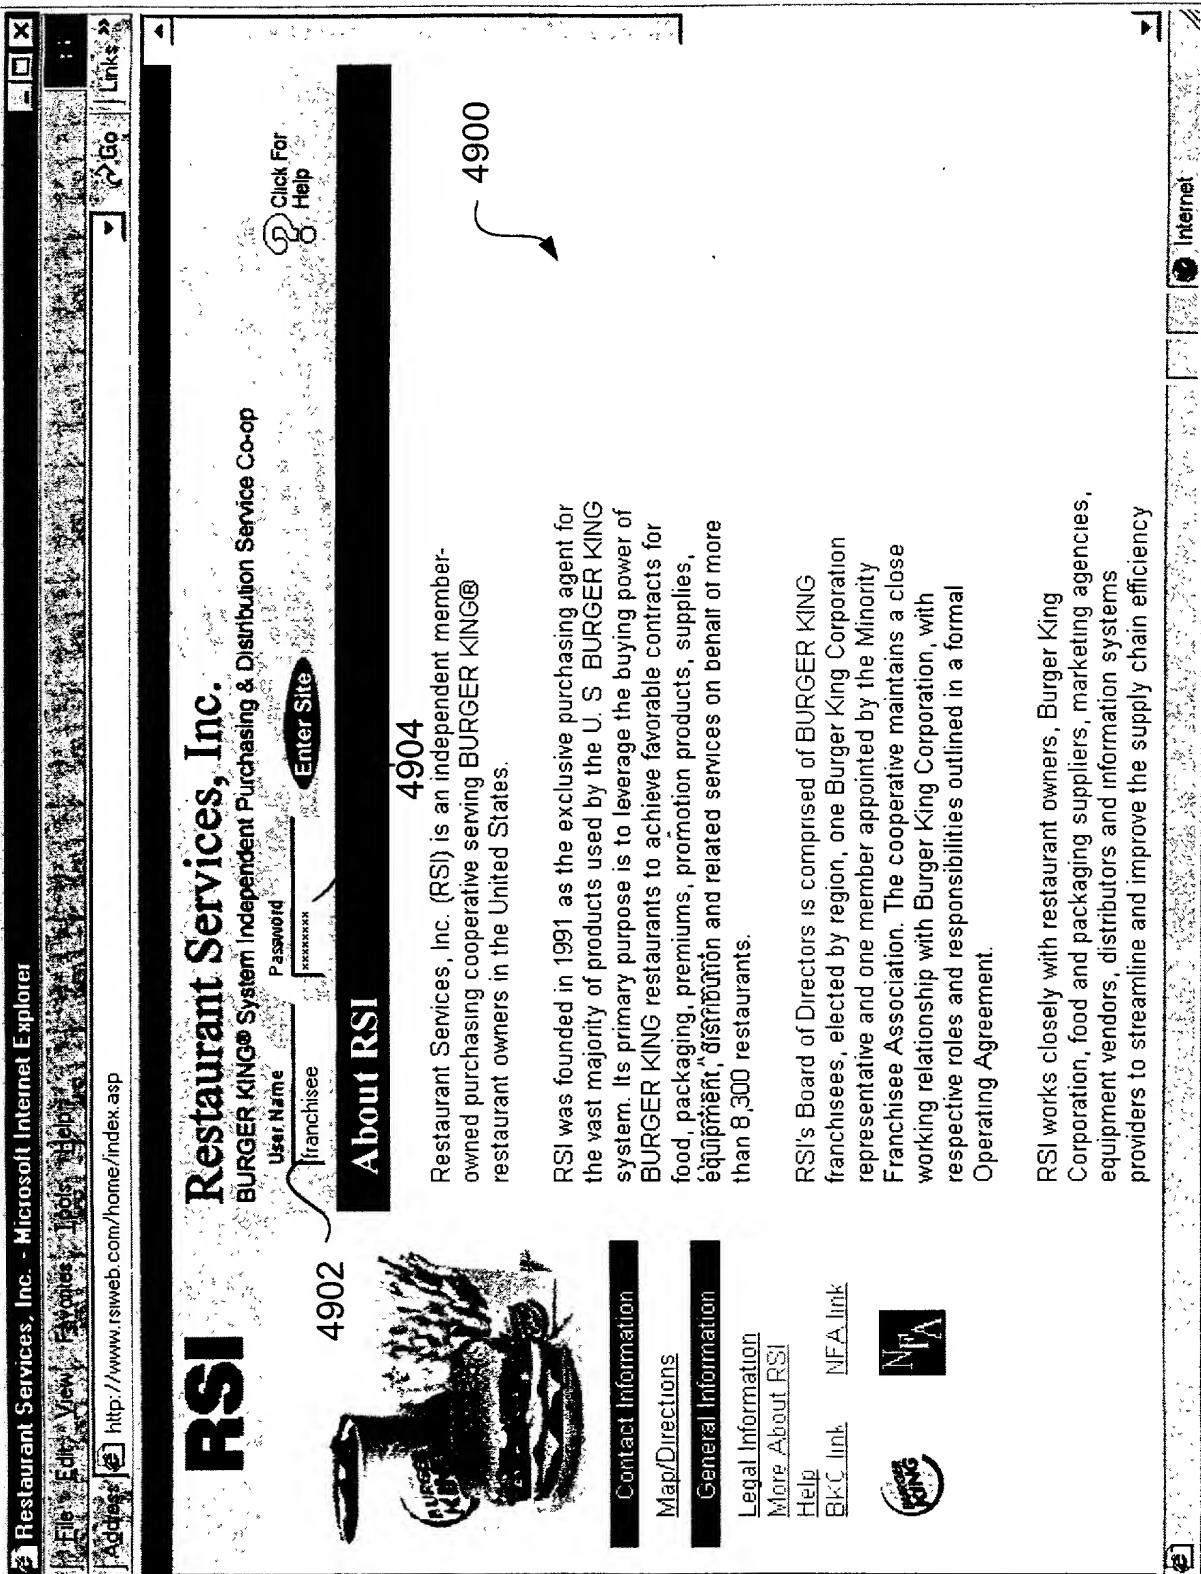 Restaurant Services, Inc. - Microsoft Internet Explorer
File Edit View Favorites Tools Help
Address http://www.rsiweb.com/home/index.asp Go Links »
RSI
Restaurant Services, Inc.
BURGER KING® System Independent Purchasing & Distribution Service Co-op
User Name Password
franchisee xxxxxxxx Enter Site
Click For
Help
4902
4904
4900
About RSI
Restaurant Services, Inc. (RSI) is an independent member-
owned purchasing cooperative serving BURGER KING®
restaurant owners in the United States.
RSI was founded in 1991 as the exclusive purchasing agent for
the vast majority of products used by the U. S. BURGER KING
system. Its primary purpose is to leverage the buying power of
BURGER KING restaurants to achieve favorable contracts for
food, packaging, premiums, promotion products, supplies,
equipment, distribution and related services on behalf of more
than 8,300 restaurants.
RSI's Board of Directors is comprised of BURGER KING
franchisees, elected by region, one Burger King Corporation
representative and one member appointed by the Minority
Franchisee Association. The cooperative maintains a close
working relationship with Burger King Corporation, with
respective roles and responsibilities outlined in a formal
Operating Agreement.
RSI works closely with restaurant owners, Burger King
Corporation, food and packaging suppliers, marketing agencies,
equipment vendors, distributors and information systems
providers to streamline and improve the supply chain efficiency
BURGER
KING
Contact Information
Map/Directions
General Information
Legal Information
More About RSI
Help
BKC link NFA link
BURGER
KING
NFA
Internet